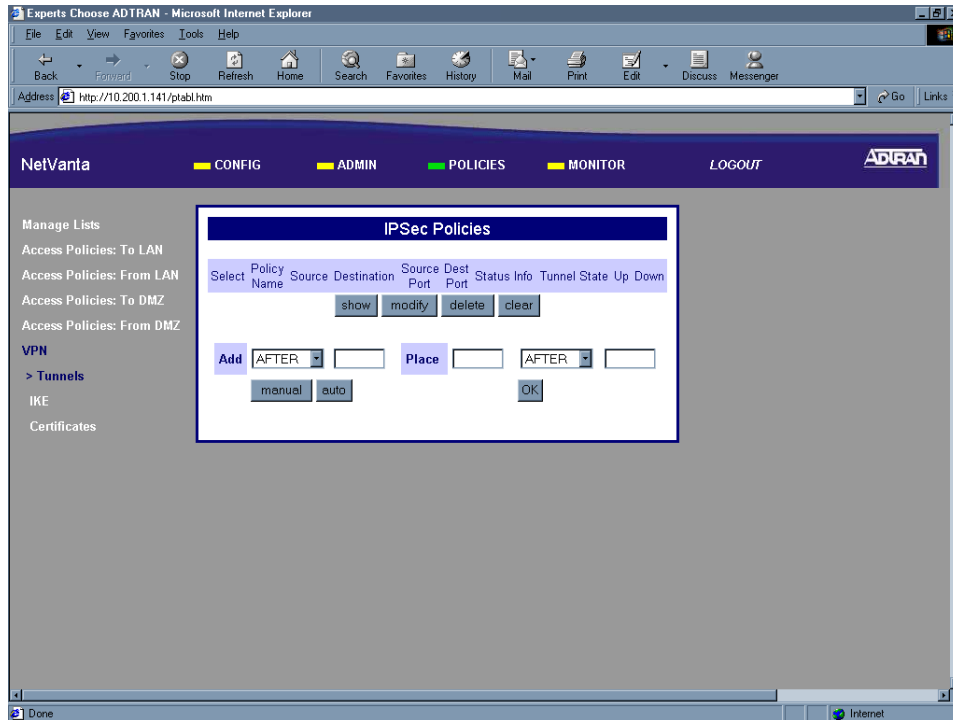 Experts Choose ADTRAN - Microsoft Internet Explorer
File Edit View Favorites Tools Help
Back Forward Stop Refresh Home Search Favorites History Mail Print Edit Discuss Messenger
Address http://10.200.1.141/ptabl.htm Go Links
NetVanta CONFIG ADMIN POLICIES MONITOR LOGOUT ADTRAN
Manage Lists
Access Policies: To LAN
Access Policies: From LAN
Access Policies: To DMZ
Access Policies: From DMZ
VPN
> Tunnels
IKE
Certificates
IPSec Policies
Select Policy Name Source Destination Source Port Dest Port Status Info Tunnel State Up Down
show modify delete clear
Add AFTER Place AFTER
manual auto OK
Done Internet